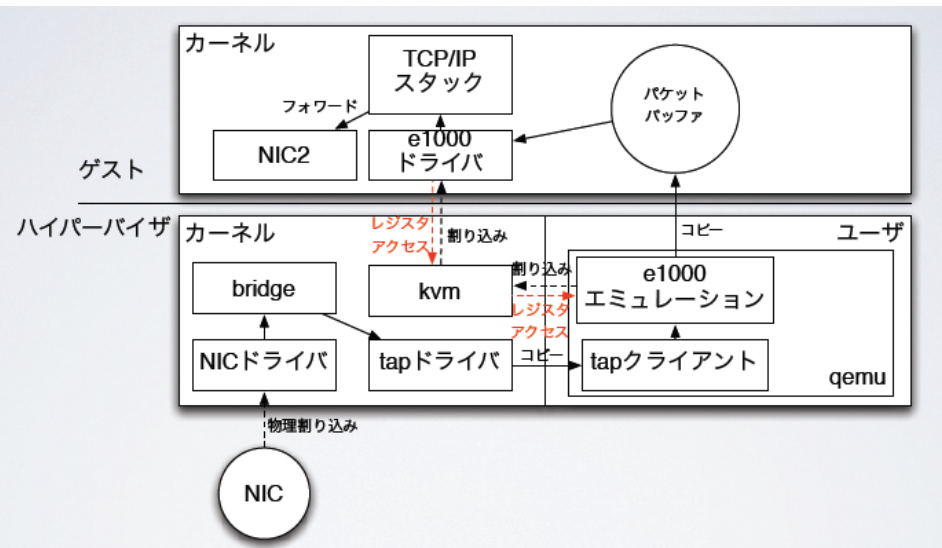 カーネル
TCP/IP
スタック
パケット
バッファ
フォワード
NIC2
e1000
ドライバ
ゲスト
ハイパーバイザ
カーネル
レジスタ
アクセス
割り込み
コピー
ユーザ
bridge
kvm
割り込み
レジスタ
アクセス
e1000
エミュレーション
NICドライバ
tapドライバ
コピー
tapクライアント
qemu
物理割り込み
NIC